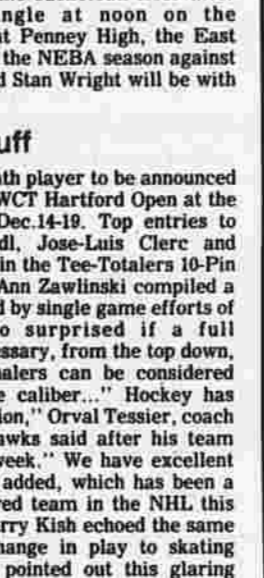 ngle at noon on the
t Penney High, the East
the NEBA season against
d Stan Wright will be with
uff
th player to be announced
WCT Hartford Open at the
Dec.14-19. Top entries to
dl, Jose-Luis Clerc and
in the Tee-Totalers 10-Pin
Ann Zawlinski compiled a
d by single game efforts of
o surprised if a full
ssary, from the top down,
alers can be considered
e caliber..." Hockey has
ion," Orval Tessier, coach
awks said after his team
week." We have excellent
added, which has been a
red team in the NHL this
rry Kish echoed the same
hange in play to skating
pointed out this glaring